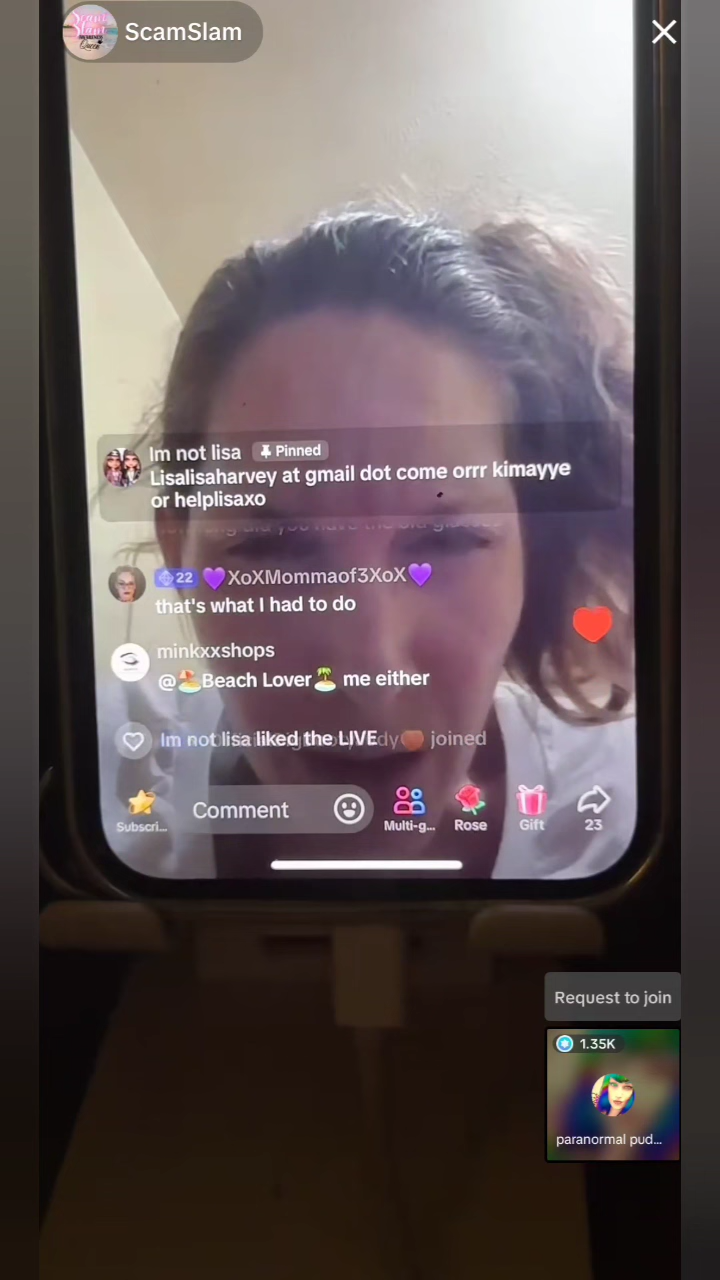 ScamSlam
Im not lisa Pinned
Lisalisaharvey at gmail dot come orrr kimayye
or helplisaxo
22 💜XoXMommaof3XoX💜
that's what I had to do
minkxxshops
@🏖️Beach Lover🏝️ me either
Im not lisa liked the LIVE
joined
Subscri...
Comment
Multi-g...
Rose
Gift
23
Request to join
1.35K
paranormal pud...